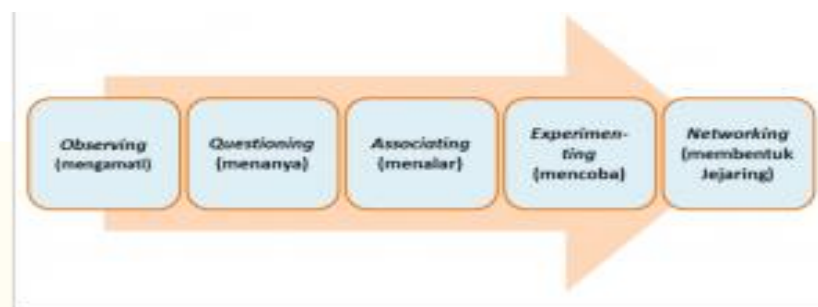 Observing
(mengamati)
Questioning
(menanya)
Associating
(menalar)
Experimen-
ting
(mencoba)
Networking
(membentuk
Jejaring)